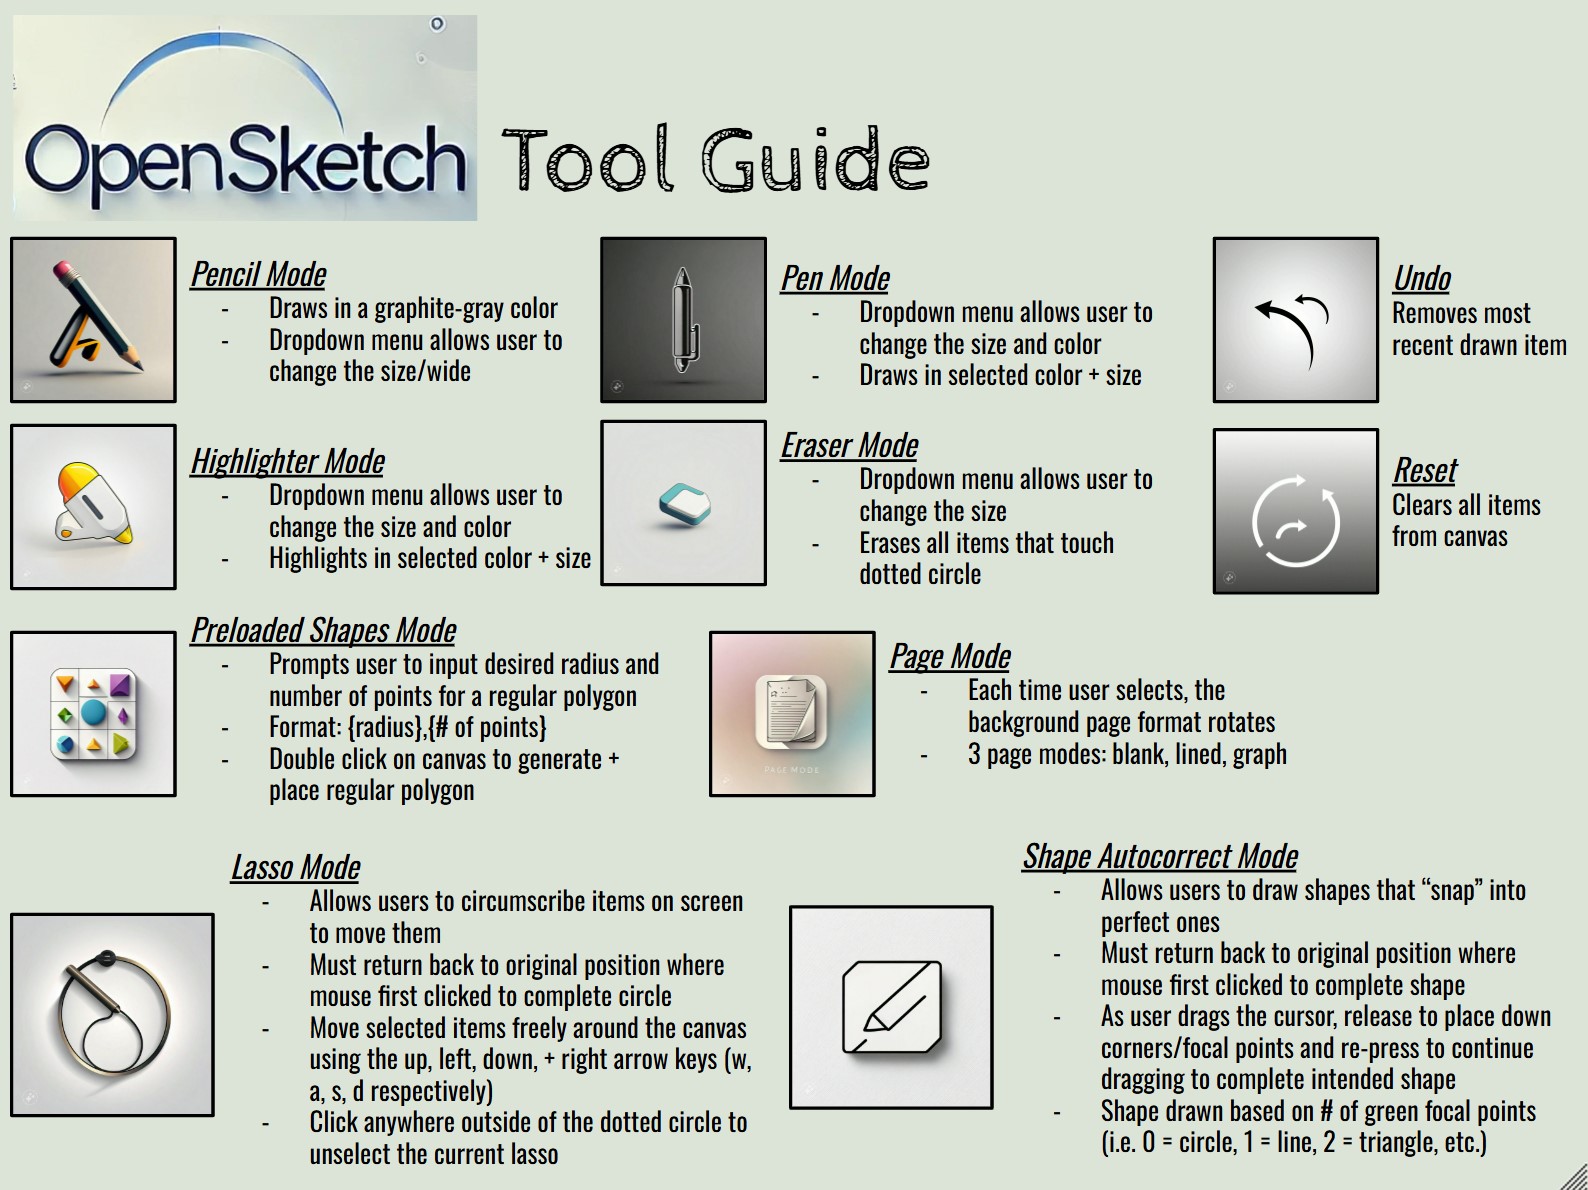 OpenSketch
Tool Guide
Pencil Mode
- Draws in a graphite-gray color
- Dropdown menu allows user to
change the size/wide
Pen Mode
- Dropdown menu allows user to
change the size and color
- Draws in selected color + size
Undo
Removes most
recent drawn item
Highlighter Mode
- Dropdown menu allows user to
change the size and color
- Highlights in selected color + size
Eraser Mode
- Dropdown menu allows user to
change the size
- Erases all items that touch
dotted circle
Reset
Clears all items
from canvas
Preloaded Shapes Mode
- Prompts user to input desired radius and
number of points for a regular polygon
- Format: {radius},{# of points}
- Double click on canvas to generate +
place regular polygon
PAGE MODE
Page Mode
- Each time user selects, the
background page format rotates
- 3 page modes: blank, lined, graph
Lasso Mode
- Allows users to circumscribe items on screen
to move them
- Must return back to original position where
mouse first clicked to complete circle
- Move selected items freely around the canvas
using the up, left, down, + right arrow keys (w,
a, s, d respectively)
- Click anywhere outside of the dotted circle to
unselect the current lasso
Shape Autocorrect Mode
- Allows users to draw shapes that “snap” into
perfect ones
- Must return back to original position where
mouse first clicked to complete shape
- As user drags the cursor, release to place down
corners/focal points and re-press to continue
dragging to complete intended shape
- Shape drawn based on # of green focal points
(i.e. 0 = circle, 1 = line, 2 = triangle, etc.)